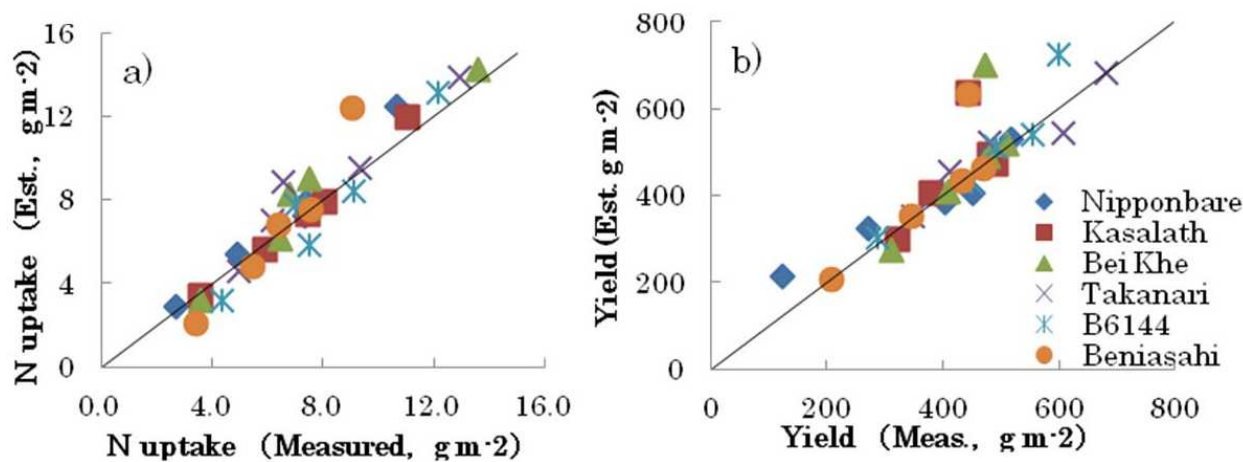 N uptake (Est., g m-2)
16
12
8
4
0
a)
0.0 4.0 8.0 12.0 16.0
N uptake (Measured, g m-2)
Yield (Est. g m-2)
800
600
400
200
0
b)
Nipponbare
Kasalath
Bei Khe
Takanari
B6144
Beniasahi
0 200 400 600 800
Yield (Meas., g m-2)